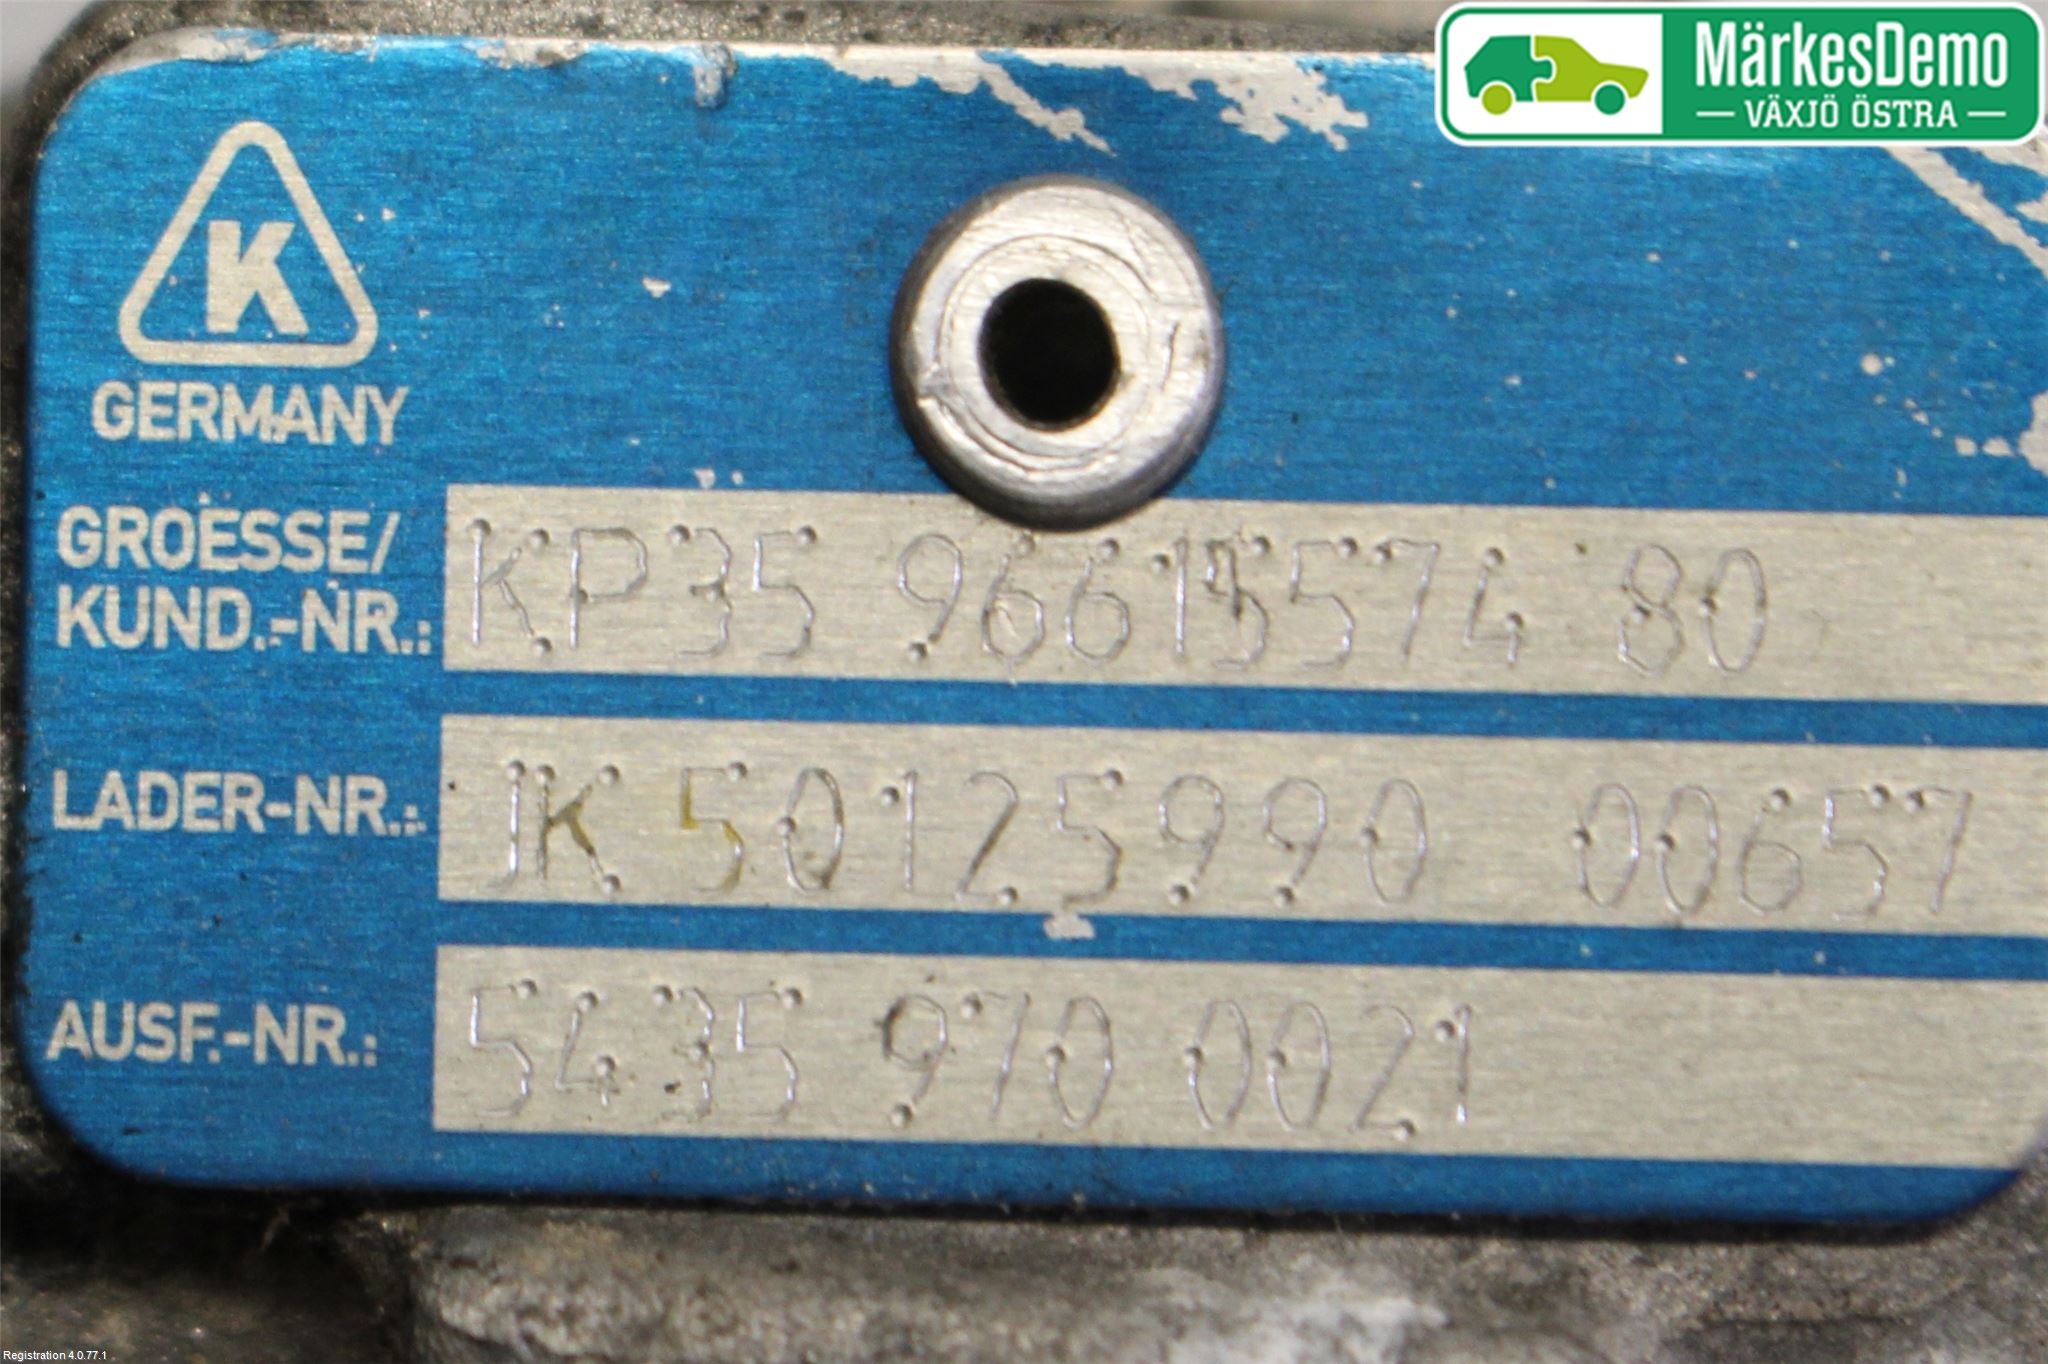 MärkesDemo
VÄXJÖ ÖSTRA
K
GERMANY
GROESSE/
KUND.-NR.: KP35 9661557480
LADER-NR.: JK 50125990 00657
AUSF.-NR.: 5435 970 0021
Registration 4.0.77.1